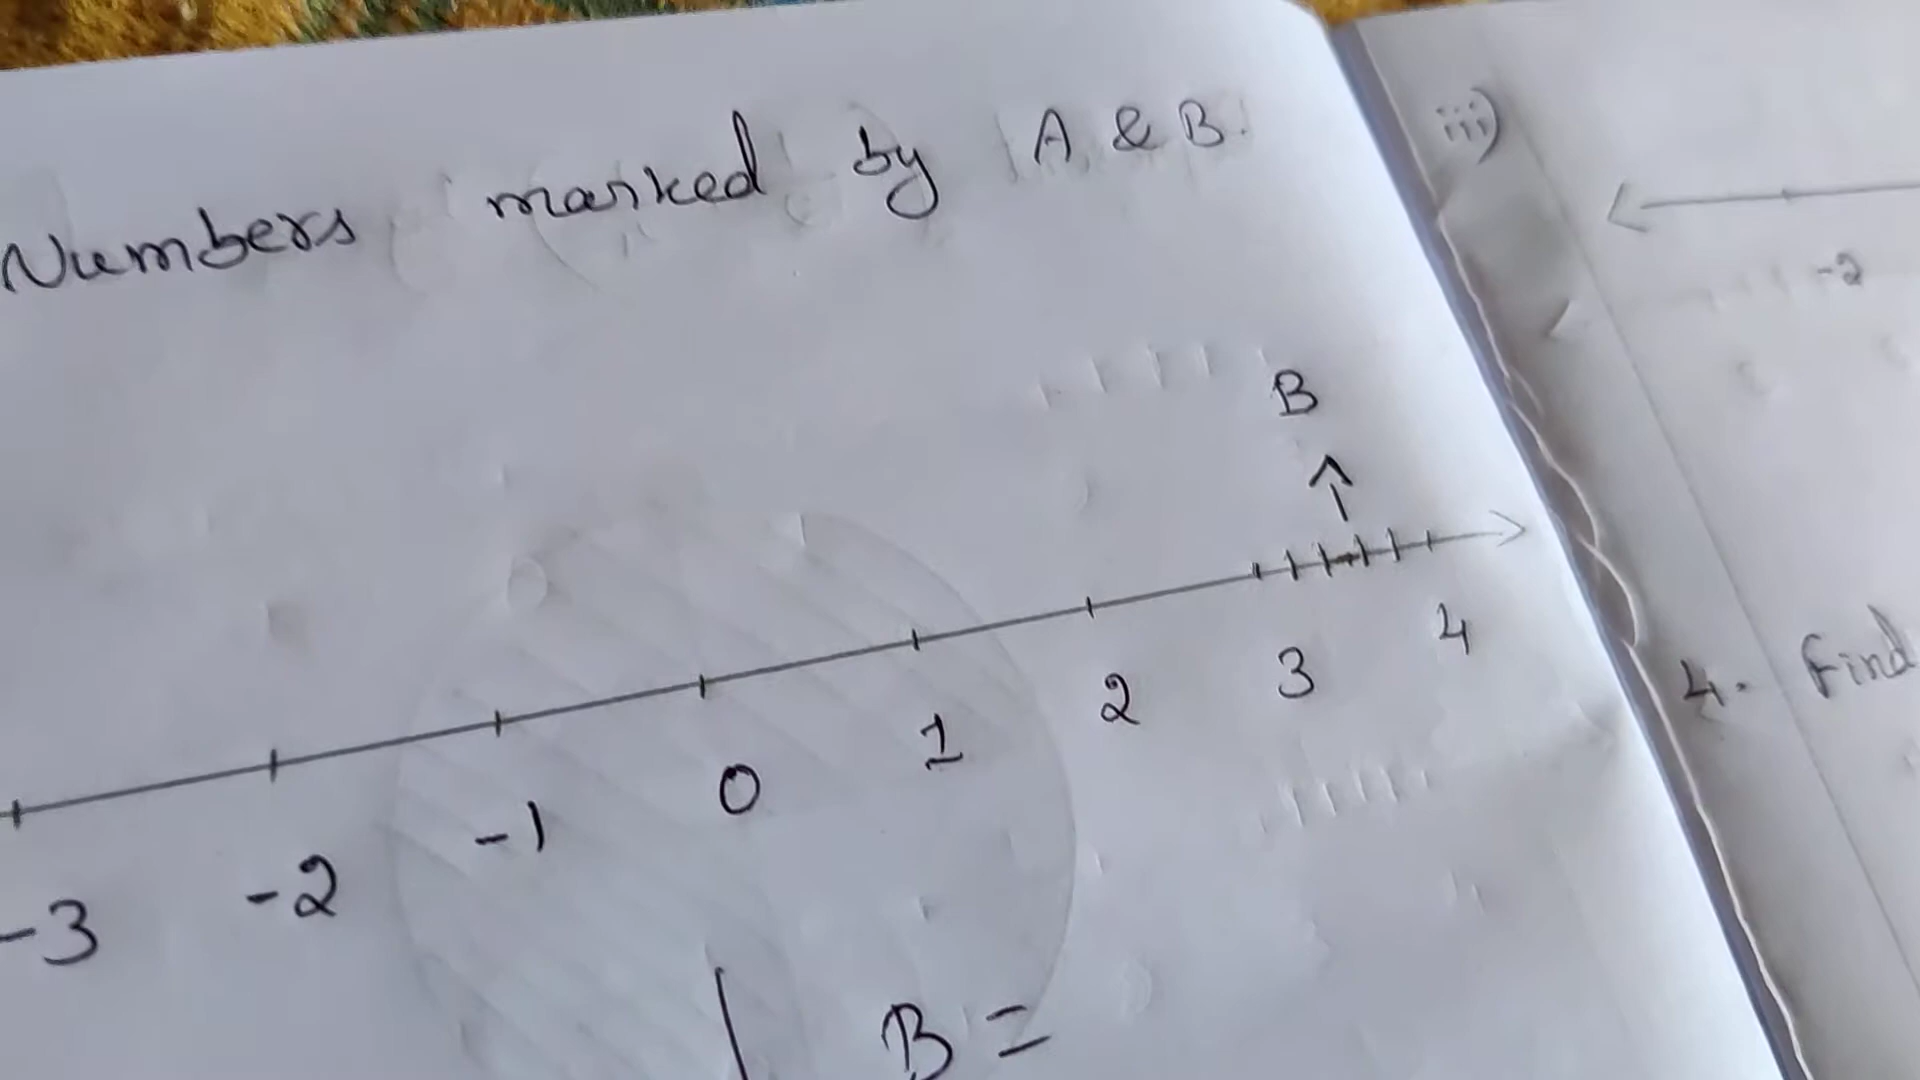 Numbers marked by A & B.
B
-3 -2 -1 0 1 2 3 4
B =
iii)
-2
4. Find